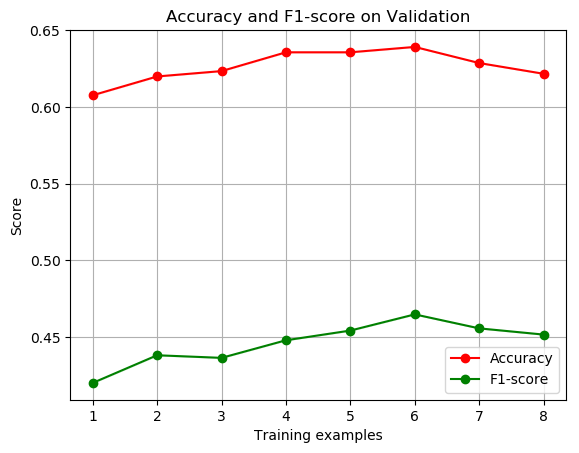 Accuracy and F1-score on Validation
0.65
0.60
0.55
0.50
0.45
Score
1 2 3 4 5 6 7 8
Training examples
Accuracy
F1-score